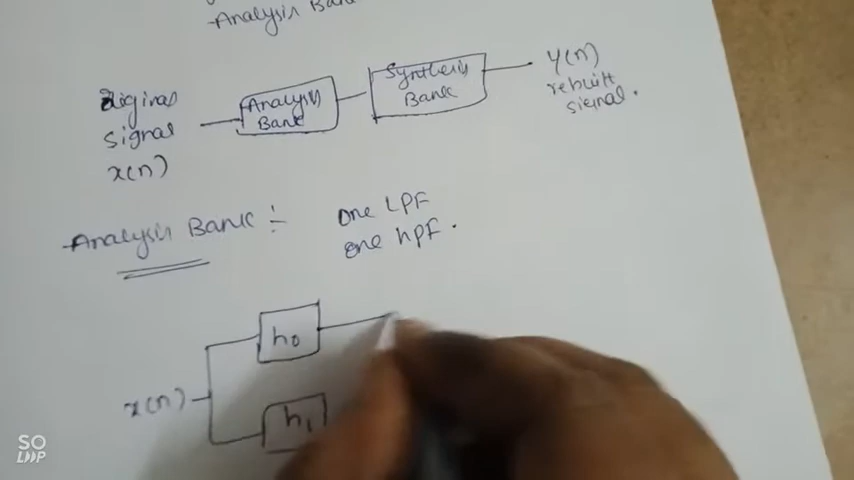 -Analysis Bank
original
signal
x(n)
Analysis
Bank
Synthesis
Bank
y(n)
rebuilt
signal.
-Analysis Bank :-
one LPF
one hpf.
x(n)
h0
h1
SO
LOOP